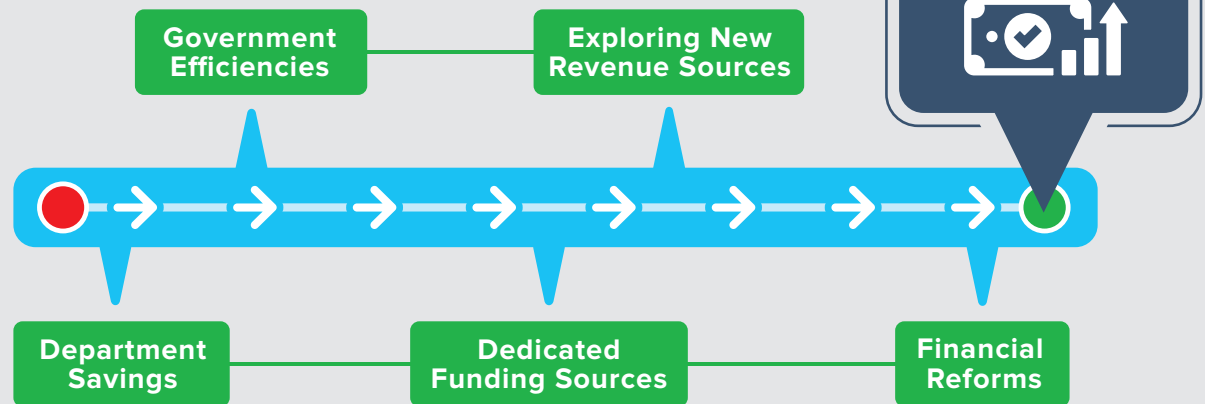 Government
Efficiencies
Exploring New
Revenue Sources
Department
Savings
Dedicated
Funding Sources
Financial
Reforms